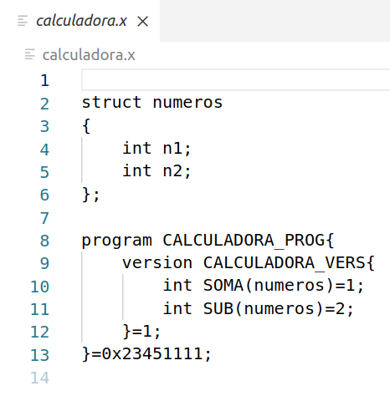 calculadora.x
calculadora.x
1
2 struct numeros
3 {
4 int n1;
5 int n2;
6 };
7
8 program CALCULADORA_PROG{
9 version CALCULADORA_VERS{
10 int SOMA(numeros)=1;
11 int SUB(numeros)=2;
12 }=1;
13 }=0x23451111;
14